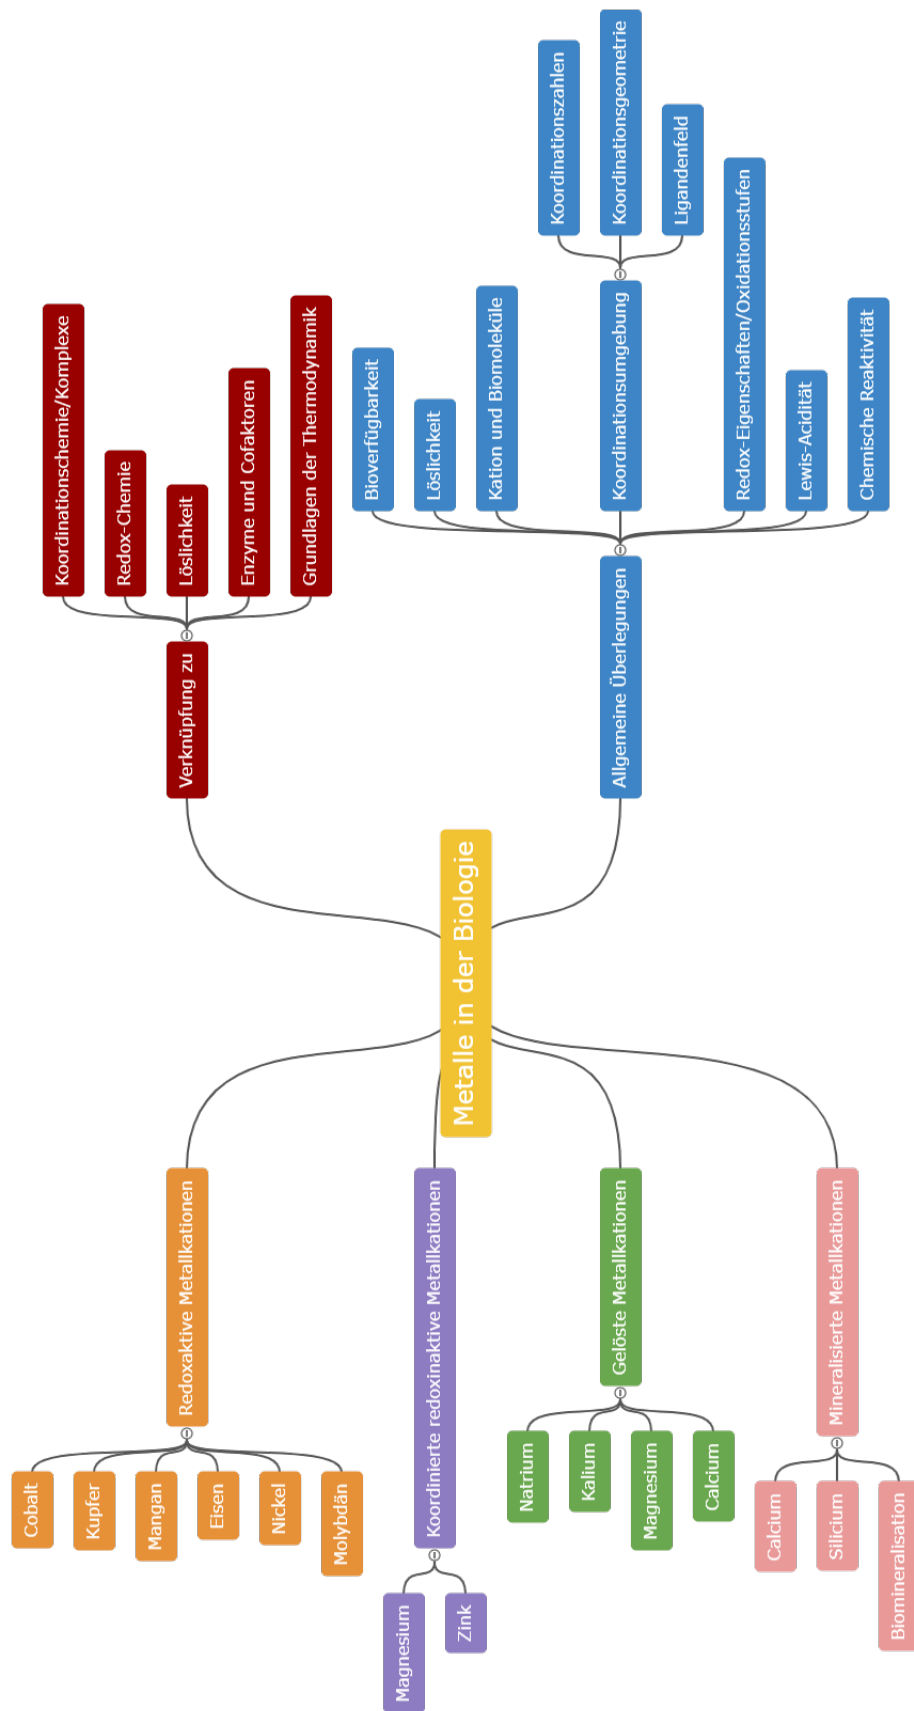 Metalle in der Biologie
Verknüpfung zu
Koordinationschemie/Komplexe
Redox-Chemie
Löslichkeit
Enzyme und Cofaktoren
Grundlagen der Thermodynamik
Allgemeine Überlegungen
Bioverfügbarkeit
Löslichkeit
Kation und Biomoleküle
Koordinationsumgebung
Koordinationszahlen
Koordinationsgeometrie
Ligandenfeld
Redox-Eigenschaften/Oxidationsstufen
Lewis-Acidität
Chemische Reaktivität
Redoxaktive Metallkationen
Cobalt
Kupfer
Mangan
Eisen
Nickel
Molybdän
Koordinierte redoxinaktive Metallkationen
Magnesium
Zink
Gelöste Metallkationen
Natrium
Kalium
Magnesium
Calcium
Mineralisierte Metallkationen
Calcium
Silicium
Biomineralisation